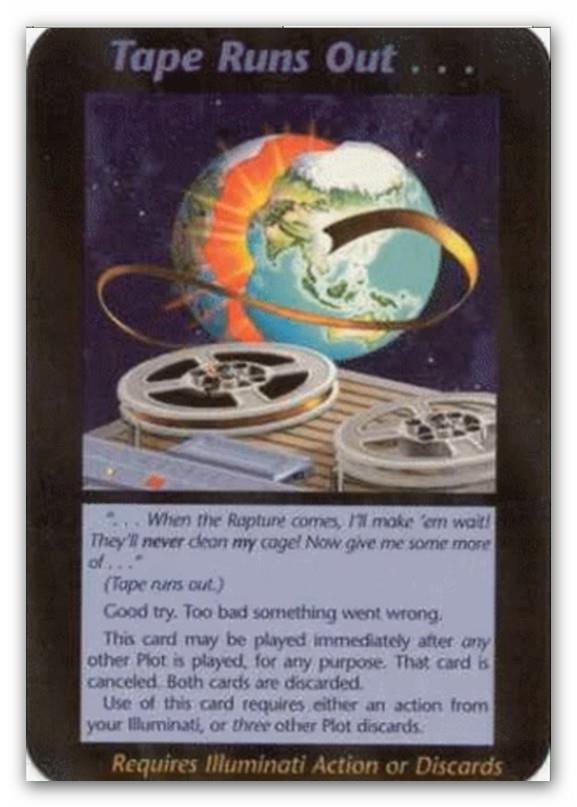 Tape Runs Out . . .
". . . When the Rapture comes, I'll make 'em wait!
They'll never clean my cage! Now give me some more
of . . ."
(Tape runs out.)
Good try. Too bad something went wrong.
This card may be played immediately after any
other Plot is played, for any purpose. That card is
canceled. Both cards are discarded.
Use of this card requires either an action from
your Illuminati, or three other Plot discards.
Requires Illuminati Action or Discards